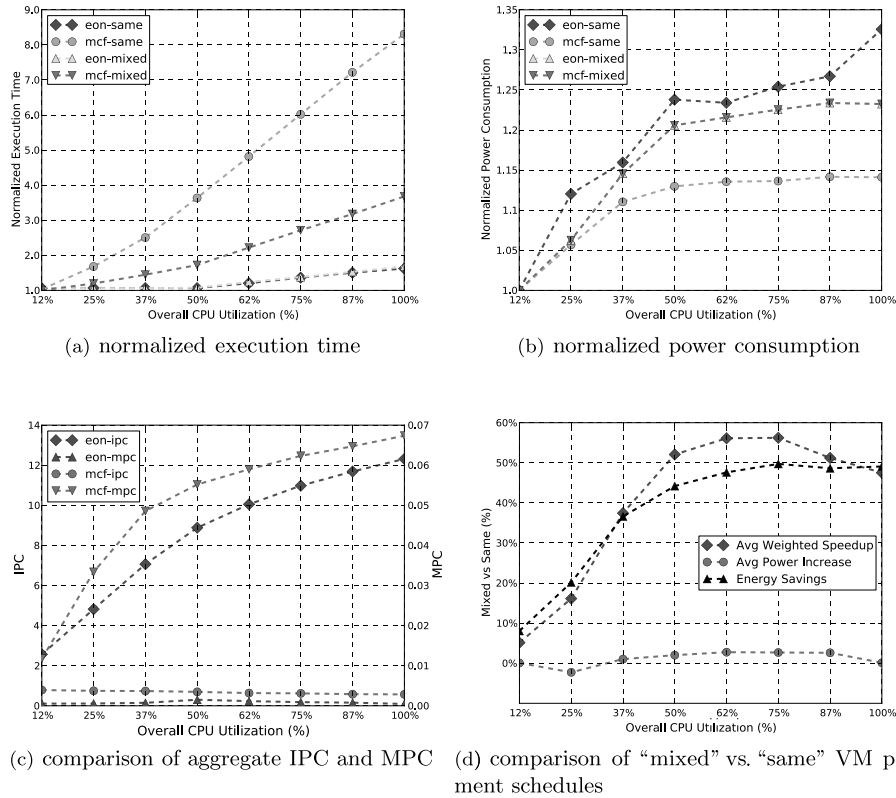 9.0
8.0
7.0
6.0
5.0
4.0
3.0
2.0
1.0
Normalized Execution Time
eon-same
mcf-same
eon-mixed
mcf-mixed
12% 25% 37% 50% 62% 75% 87% 100%
Overall CPU Utilization (%)
(a) normalized execution time
1.35
1.3
1.25
1.2
1.15
1.1
1.05
1.0
Normalized Power Consumption
eon-same
mcf-same
eon-mixed
mcf-mixed
12% 25% 37% 50% 62% 75% 87% 100%
Overall CPU Utilization (%)
(b) normalized power consumption
14
12
10
8
6
4
2
0
IPC
eon-ipc
eon-mpc
mcf-ipc
mcf-mpc
0.07
0.06
0.05
0.04
0.03
0.02
0.01
0.00
MPC
12% 25% 37% 50% 62% 75% 87% 100%
Overall CPU Utilization (%)
(c) comparison of aggregate IPC and MPC
60%
50%
40%
30%
20%
10%
0%
Mixed vs Same (%)
Avg Weighted Speedup
Avg Power Increase
Energy Savings
12% 25% 37% 50% 62% 75% 87% 100%
Overall CPU Utilization (%)
(d) comparison of “mixed” vs. “same” VM p
ment schedules